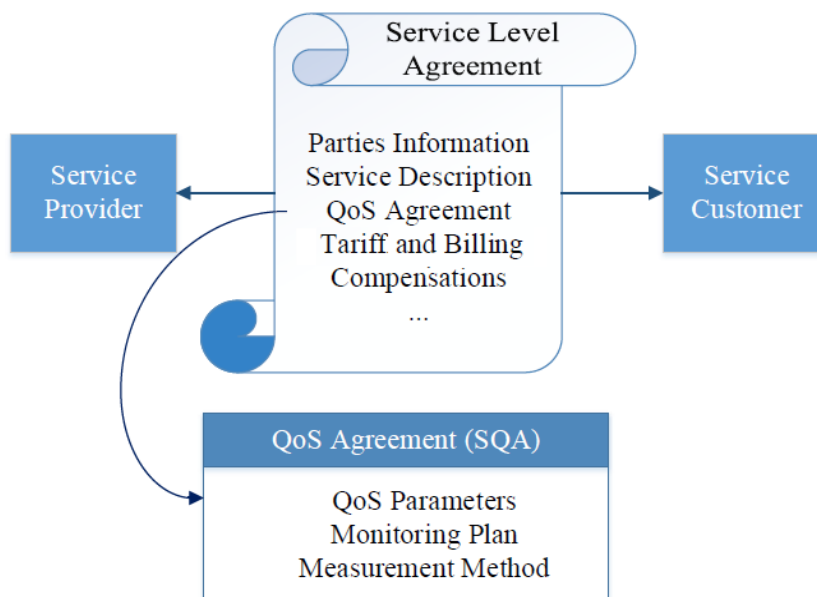 Service Level
Agreement
Parties Information
Service Description
QoS Agreement
Tariff and Billing
Compensations
...
Service
Provider
Service
Customer
QoS Agreement (SQA)
QoS Parameters
Monitoring Plan
Measurement Method